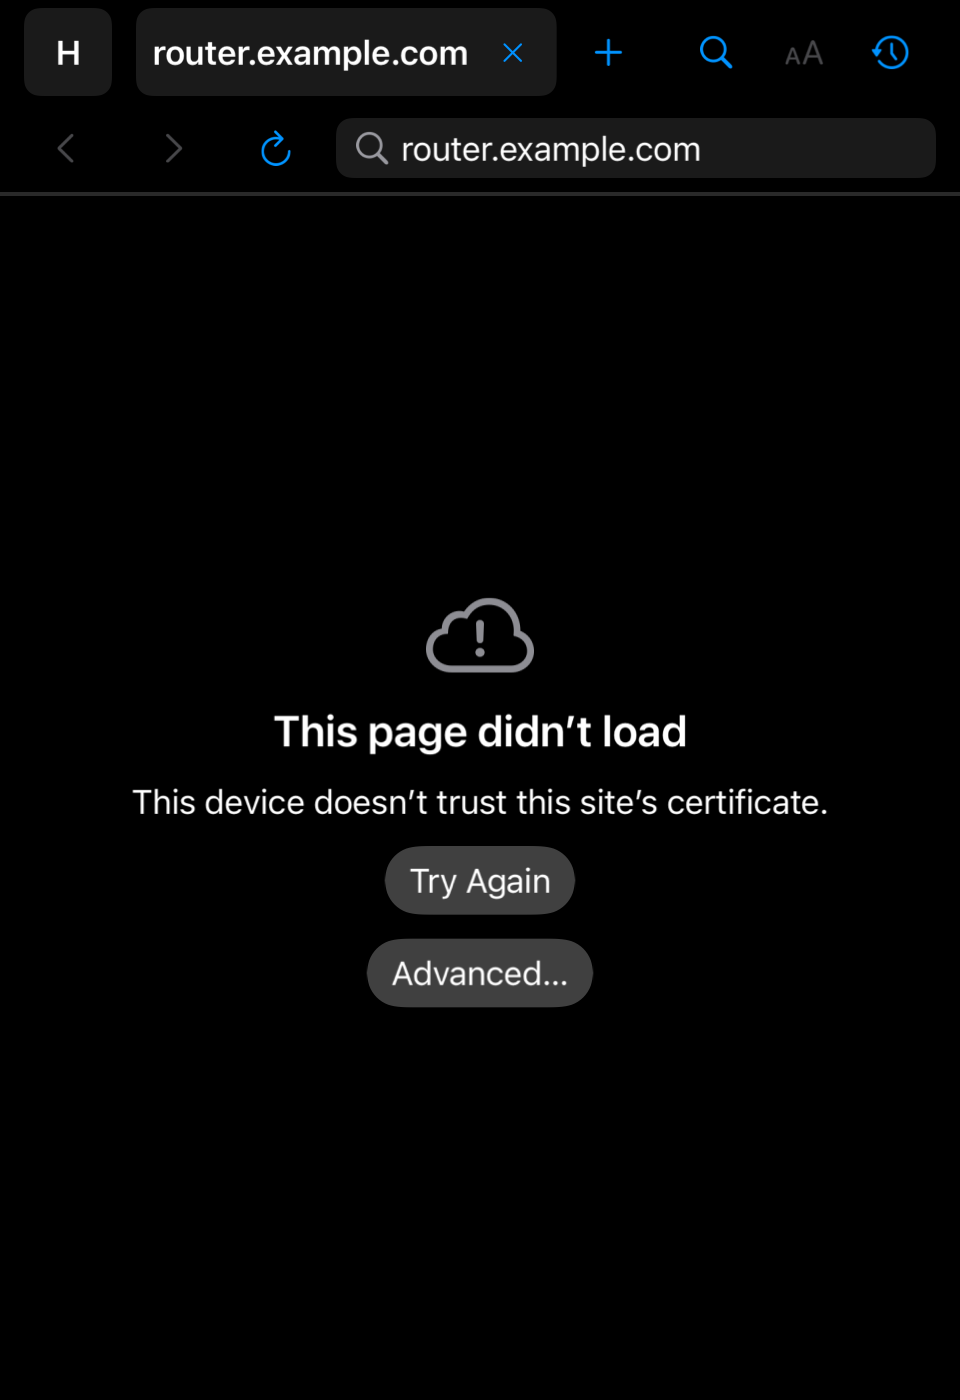 H
router.example.com
AA
router.example.com
This page didn’t load
This device doesn’t trust this site’s certificate.
Try Again
Advanced...